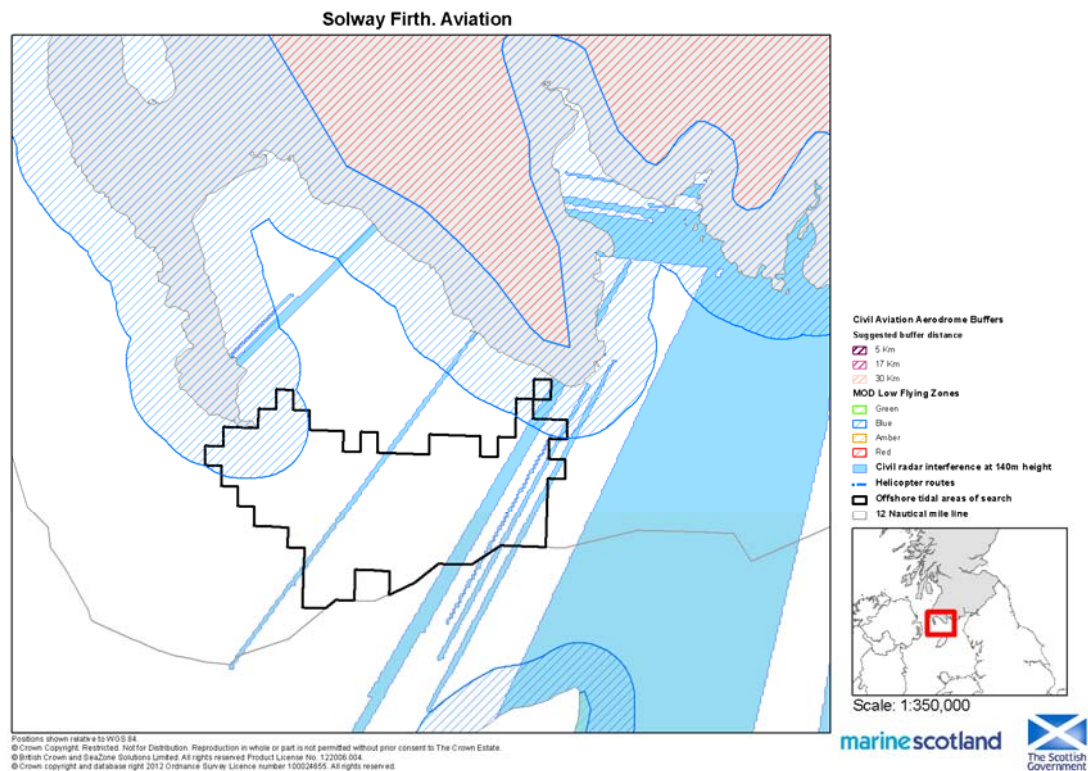 Solway Firth. Aviation
Civil Aviation Aerodrome Buffers
Suggested buffer distance
5 Km
17 Km
30 Km
MOD Low Flying Zones
Green
Blue
Amber
Red
Civil radar interference at 140m height
Helicopter routes
Offshore tidal areas of search
12 Nautical mile line
Scale: 1:350,000
marinescotland
The Scottish
Government
Positions shown relative to WGS 84.
© Crown Copyright. Restricted. Not for Distribution. Reproduction in whole or part is not permitted without prior consent to The Crown Estate.
© British Crown and SeaZone Solutions Limited. All rights reserved Product License No. 122006.004.
© Crown copyright and database right 2012 Ordnance Survey Licence number 100024655. All rights reserved.